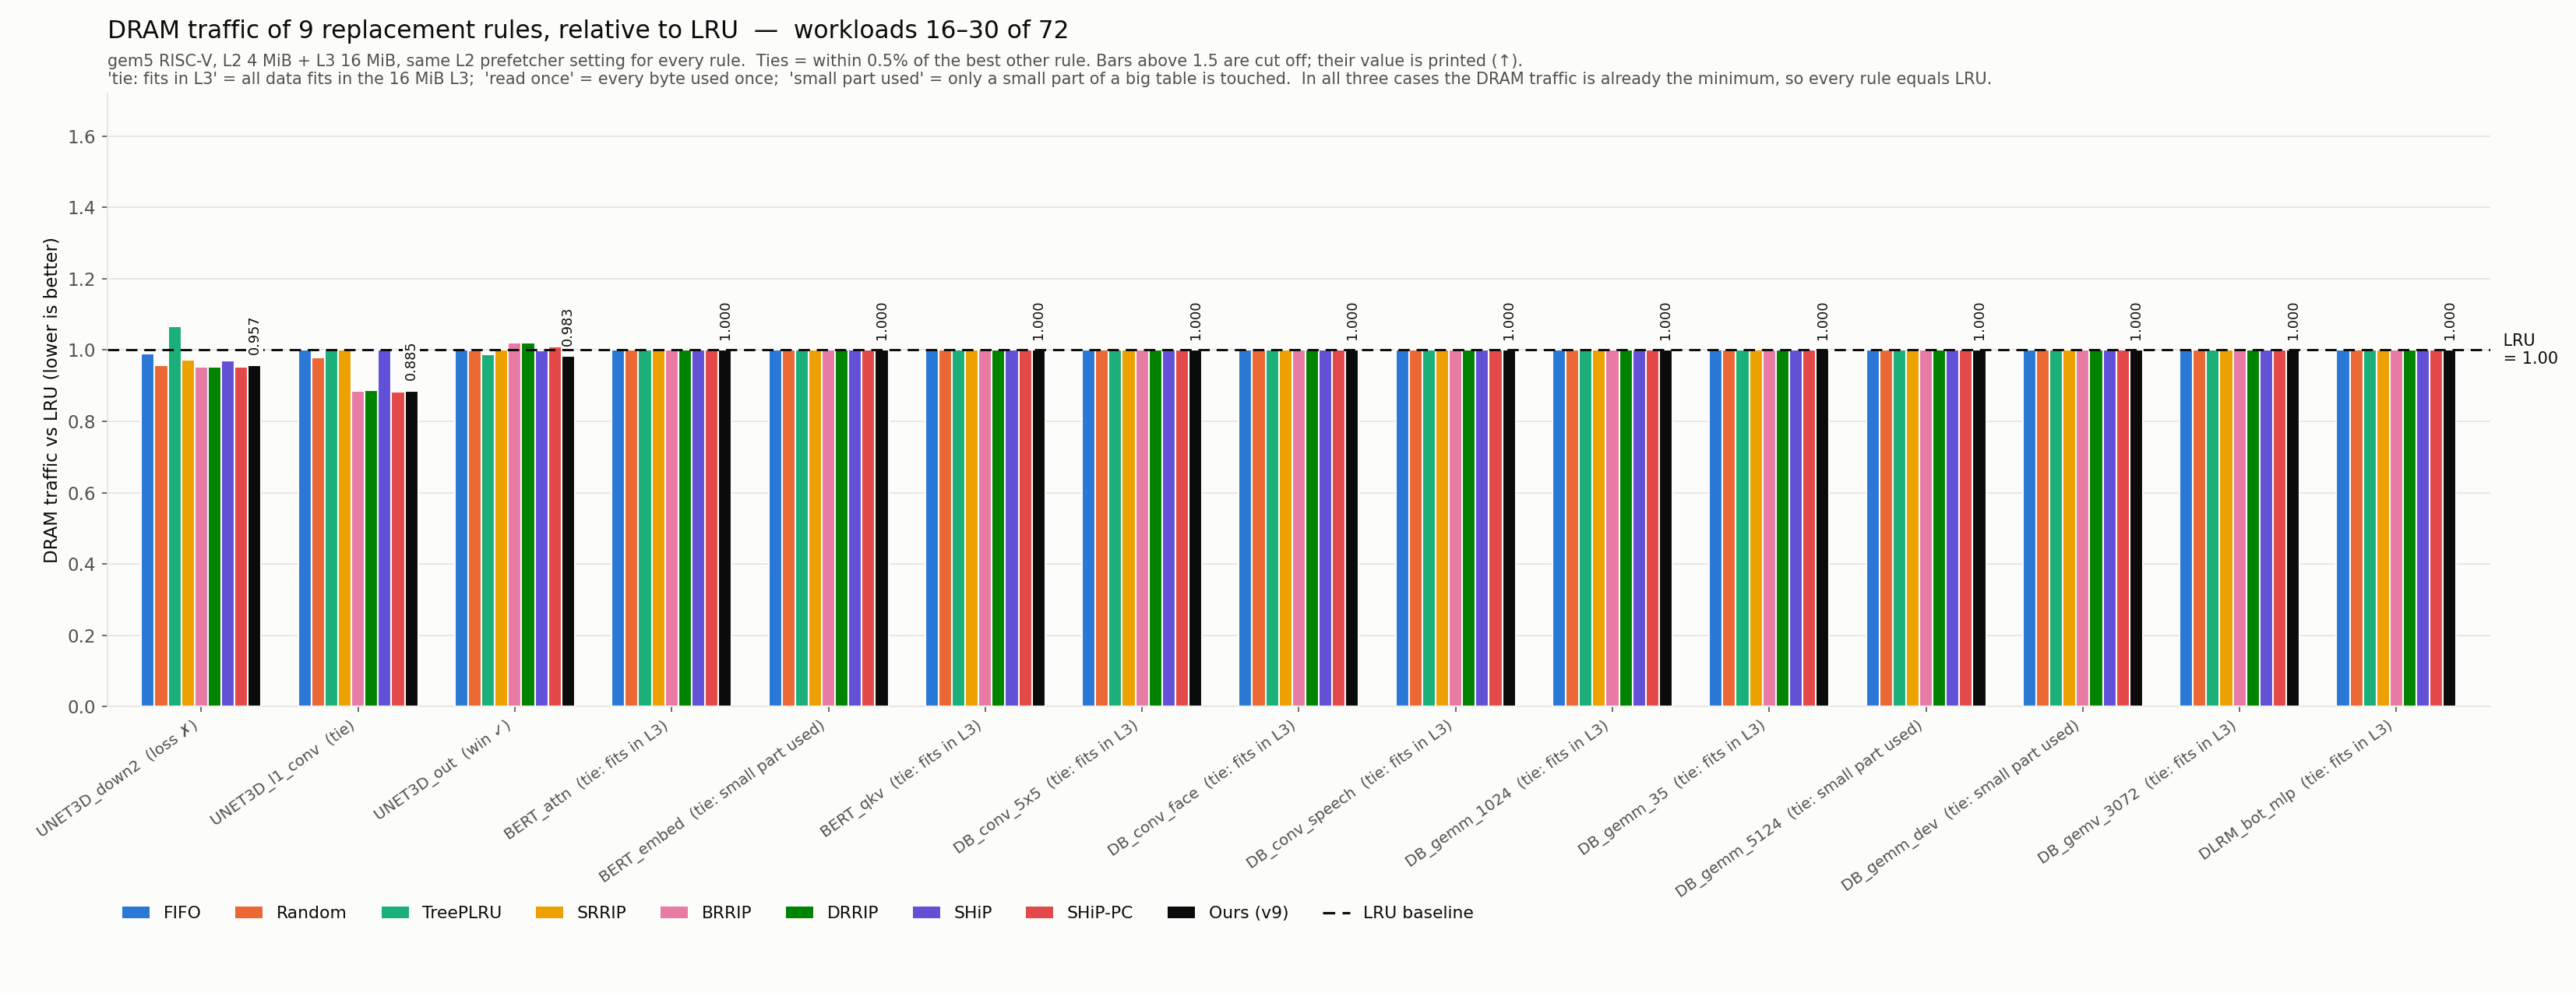 DRAM traffic of 9 replacement rules, relative to LRU — workloads 16–30 of 72
gem5 RISC-V, L2 4 MiB + L3 16 MiB, same L2 prefetcher setting for every rule. Ties = within 0.5% of the best other rule. Bars above 1.5 are cut off; their value is printed (↑).
'tie: fits in L3' = all data fits in the 16 MiB L3; 'read once' = every byte used once; 'small part used' = only a small part of a big table is touched. In all three cases the DRAM traffic is already the minimum, so every rule equals LRU.
DRAM traffic vs LRU (lower is better)
1.6
1.4
1.2
1.0
0.8
0.6
0.4
0.2
0.0
0.957
0.885
0.983
1.000
1.000
1.000
1.000
1.000
1.000
1.000
1.000
1.000
1.000
1.000
1.000
LRU
= 1.00
UNET3D_down2 (loss ✗)
UNET3D_l1_conv (tie)
UNET3D_out (win ✓)
BERT_attn (tie: fits in L3)
BERT_embed (tie: small part used)
BERT_qkv (tie: fits in L3)
DB_conv_5x5 (tie: fits in L3)
DB_conv_face (tie: fits in L3)
DB_conv_speech (tie: fits in L3)
DB_gemm_1024 (tie: fits in L3)
DB_gemm_35 (tie: fits in L3)
DB_gemm_5124 (tie: small part used)
DB_gemm_dev (tie: small part used)
DB_gemv_3072 (tie: fits in L3)
DLRM_bot_mlp (tie: fits in L3)
FIFO
Random
TreePLRU
SRRIP
BRRIP
DRRIP
SHiP
SHiP-PC
Ours (v9)
LRU baseline